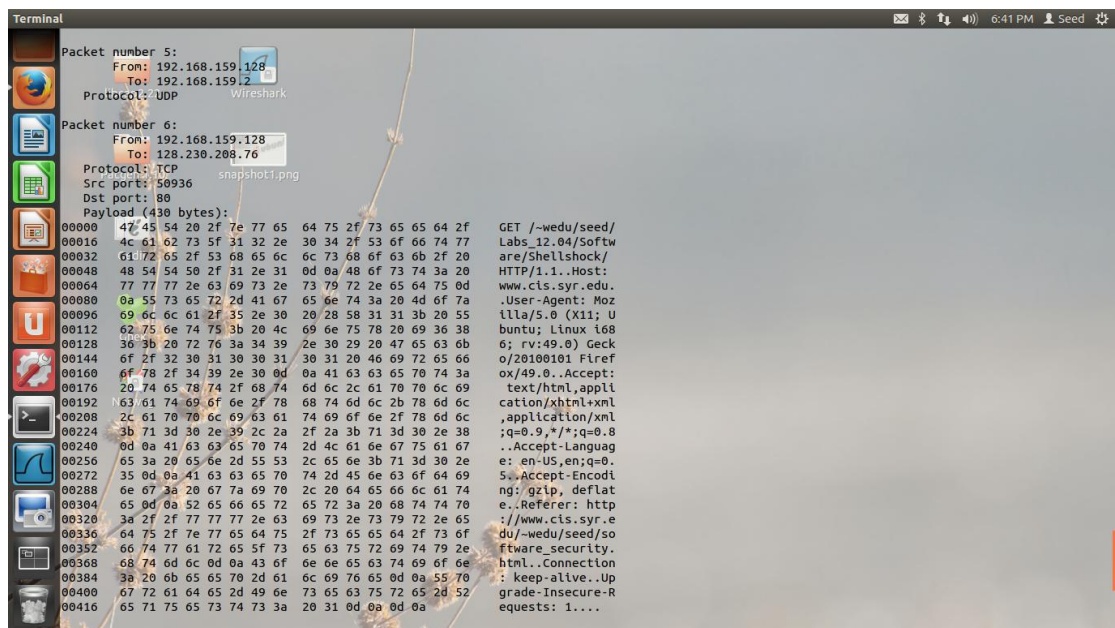 Terminal
6:41 PM Seed
Packet number 5:
From: 192.168.159.128
To: 192.168.159.2
Protocol: UDP
Wireshark
Packet number 6:
From: 192.168.159.128
To: 128.230.208.76
Protocol: TCP
snapshot1.png
Src port: 50936
Dst port: 80
Payload (430 bytes):
00000 47 45 54 20 2f 7e 77 65 64 75 2f 73 65 65 64 2f GET /~wedu/seed/
00016 4c 61 62 73 5f 31 32 2e 30 34 2f 53 6f 66 74 77 Labs_12.04/Softw
00032 61 72 65 2f 53 68 65 6c 6c 73 68 6f 63 6b 2f 20 are/Shellshock/
00048 48 54 54 50 2f 31 2e 31 0d 0a 48 6f 73 74 3a 20 HTTP/1.1..Host:
00064 77 77 77 2e 63 69 73 2e 73 79 72 2e 65 64 75 0d www.cis.syr.edu.
00080 0a 55 73 65 72 2d 41 67 65 6e 74 3a 20 4d 6f 7a .User-Agent: Moz
00096 69 6c 6c 61 2f 35 2e 30 20 28 58 31 31 3b 20 55 illa/5.0 (X11; U
00112 62 75 6e 74 75 3b 20 4c 69 6e 75 78 20 69 36 38 buntu; Linux i68
00128 36 3b 20 72 76 3a 34 39 2e 30 29 20 47 65 63 6b 6; rv:49.0) Geck
00144 6f 2f 32 30 31 30 30 31 30 31 20 46 69 72 65 66 o/20100101 Firef
00160 6f 78 2f 34 39 2e 30 0d 0a 41 63 63 65 70 74 3a ox/49.0..Accept:
00176 20 74 65 78 74 2f 68 74 6d 6c 2c 61 70 70 6c 69 text/html,appli
00192 63 61 74 69 6f 6e 2f 78 68 74 6d 6c 2b 78 6d 6c cation/xhtml+xml
00208 2c 61 70 70 6c 69 63 61 74 69 6f 6e 2f 78 6d 6c ,application/xml
00224 3b 71 3d 30 2e 39 2c 2a 2f 2a 3b 71 3d 30 2e 38 ;q=0.9,*/*;q=0.8
00240 0d 0a 41 63 63 65 70 74 2d 4c 61 6e 67 75 61 67 ..Accept-Languag
00256 65 3a 20 65 6e 2d 55 53 2c 65 6e 3b 71 3d 30 2e e: en-US,en;q=0.
00272 35 0d 0a 41 63 63 65 70 74 2d 45 6e 63 6f 64 69 5..Accept-Encodi
00288 6e 67 3a 20 67 7a 69 70 2c 20 64 65 66 6c 61 74 ng: gzip, deflat
00304 65 0d 0a 52 65 66 65 72 65 72 3a 20 68 74 74 70 e..Referer: http
00320 3a 2f 2f 77 77 77 2e 63 69 73 2e 73 79 72 2e 65 ://www.cis.syr.e
00336 64 75 2f 7e 77 65 64 75 2f 73 65 65 64 2f 73 6f du/~wedu/seed/so
00352 66 74 77 61 72 65 5f 73 65 63 75 72 69 74 79 2e ftware_security.
00368 68 74 6d 6c 0d 0a 43 6f 6e 6e 65 63 74 69 6f 6e html..Connection
00384 3a 20 6b 65 65 70 2d 61 6c 69 76 65 0d 0a 55 70 : keep-alive..Up
00400 67 72 61 64 65 2d 49 6e 73 65 63 75 72 65 2d 52 grade-Insecure-R
00416 65 71 75 65 73 74 73 3a 20 31 0d 0a 0d 0a equests: 1....